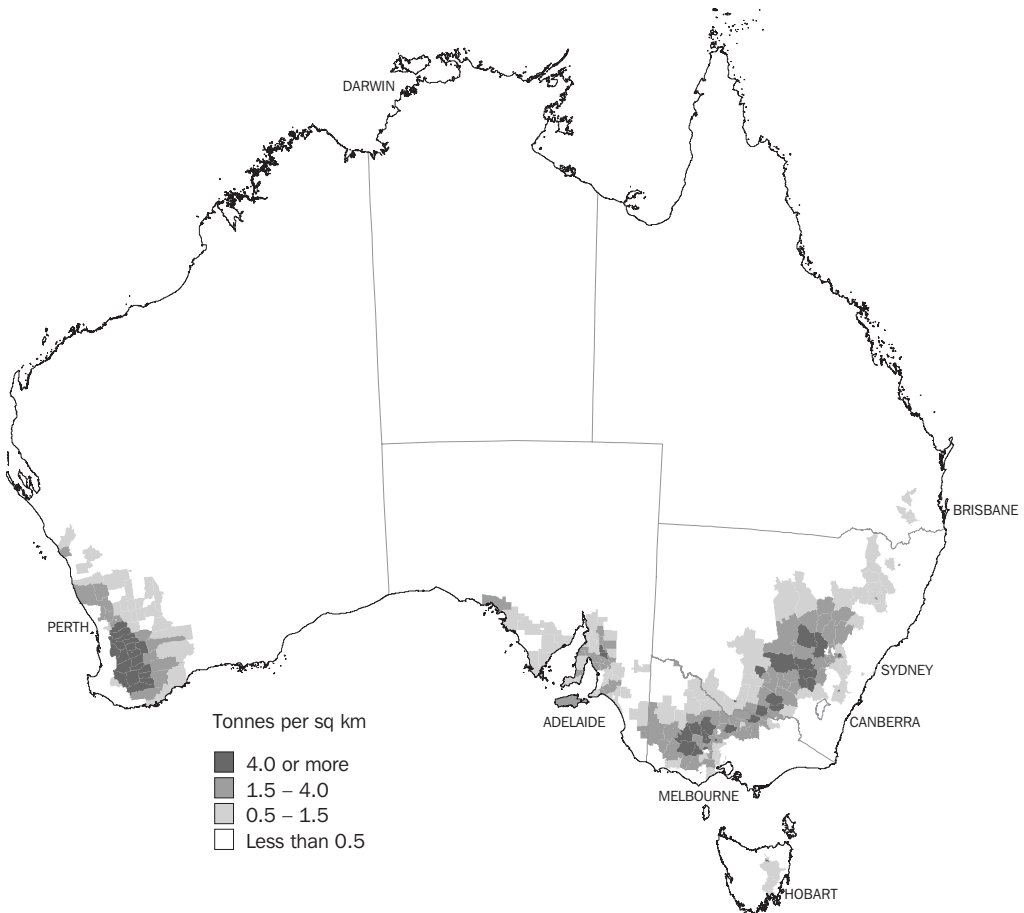 DARWIN
BRISBANE
PERTH
SYDNEY
ADELAIDE
CANBERRA
MELBOURNE
HOBART
Tonnes per sq km
4.0 or more
1.5 – 4.0
0.5 – 1.5
Less than 0.5